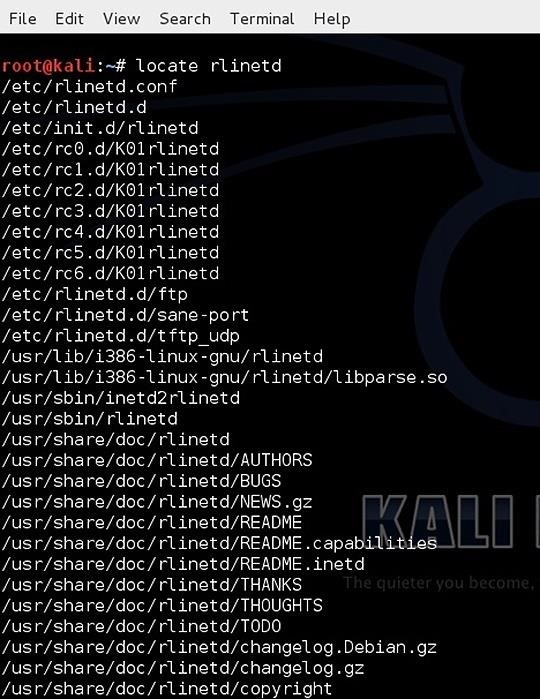 File Edit View Search Terminal Help
root@kali:~# locate rlinetd
/etc/rlinetd.conf
/etc/rlinetd.d
/etc/init.d/rlinetd
/etc/rc0.d/K01rlinetd
/etc/rc1.d/K01rlinetd
/etc/rc2.d/K01rlinetd
/etc/rc3.d/K01rlinetd
/etc/rc4.d/K01rlinetd
/etc/rc5.d/K01rlinetd
/etc/rc6.d/K01rlinetd
/etc/rlinetd.d/ftp
/etc/rlinetd.d/sane-port
/etc/rlinetd.d/tftp_udp
/usr/lib/i386-linux-gnu/rlinetd
/usr/lib/i386-linux-gnu/rlinetd/libparse.so
/usr/sbin/inetd2rlinetd
/usr/sbin/rlinetd
/usr/share/doc/rlinetd
/usr/share/doc/rlinetd/AUTHORS
/usr/share/doc/rlinetd/BUGS
/usr/share/doc/rlinetd/NEWS.gz
/usr/share/doc/rlinetd/README
/usr/share/doc/rlinetd/README.capabilities
/usr/share/doc/rlinetd/README.inetd
/usr/share/doc/rlinetd/THANKS
/usr/share/doc/rlinetd/THOUGHTS
/usr/share/doc/rlinetd/TODO
/usr/share/doc/rlinetd/changelog.Debian.gz
/usr/share/doc/rlinetd/changelog.gz
/usr/share/doc/rlinetd/copyright
KALI
The quieter you become,